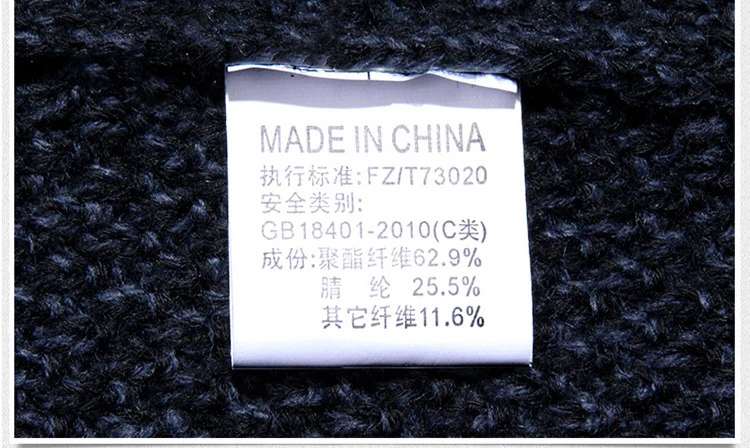 MADE IN CHINA
执行标准:FZ/T73020
安全类别:
GB18401-2010(C类)
成份:聚酯纤维62.9%
腈 纶 25.5%
其它纤维11.6%